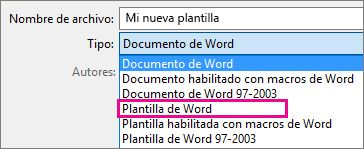 Nombre de archivo: Mi nueva plantilla
Tipo: Documento de Word
Autores: Documento de Word
Documento habilitado con macros de Word
Documento de Word 97-2003
Plantilla de Word
Plantilla habilitada con macros de Word
Plantilla de Word 97-2003